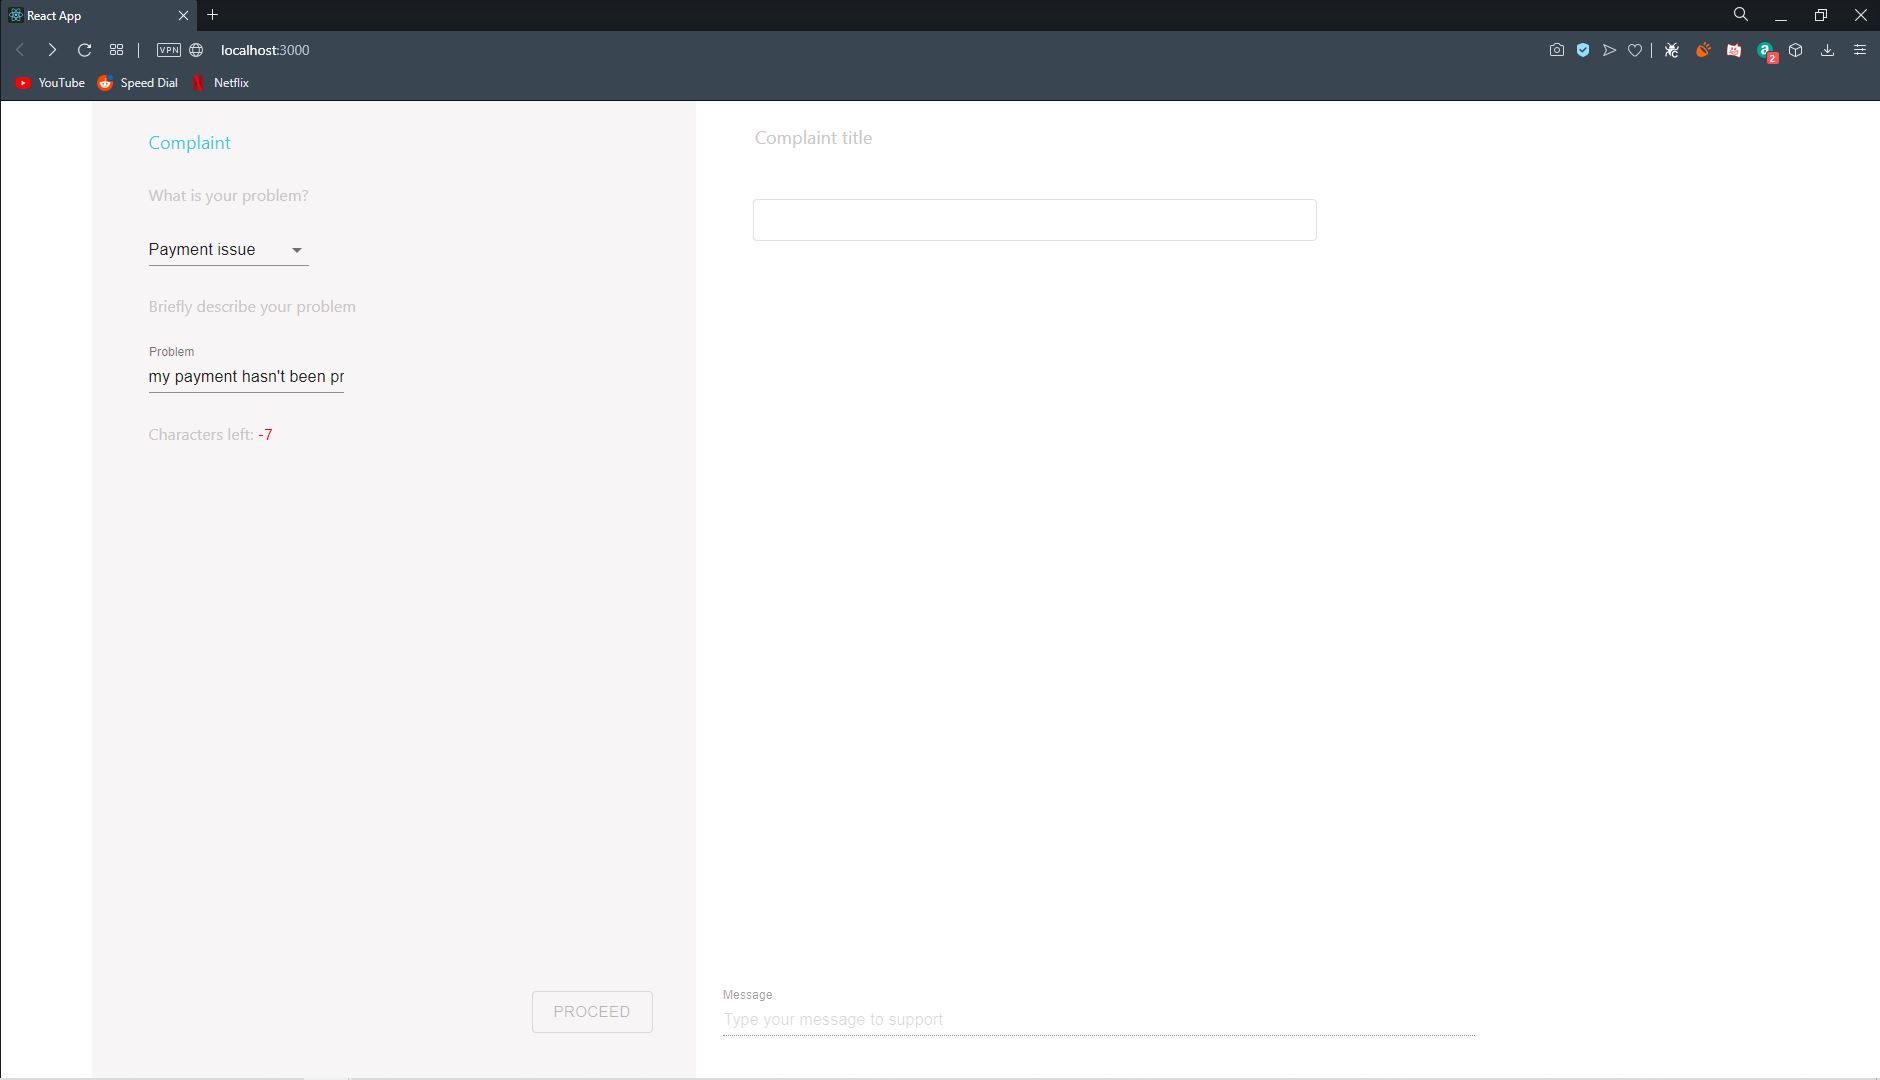 React App
VPN
localhost:3000
2
YouTube
Speed Dial
Netflix
Complaint
What is your problem?
Payment issue
Briefly describe your problem
Problem
my payment hasn't been pr
Characters left: -7
PROCEED
Complaint title
Message
Type your message to support